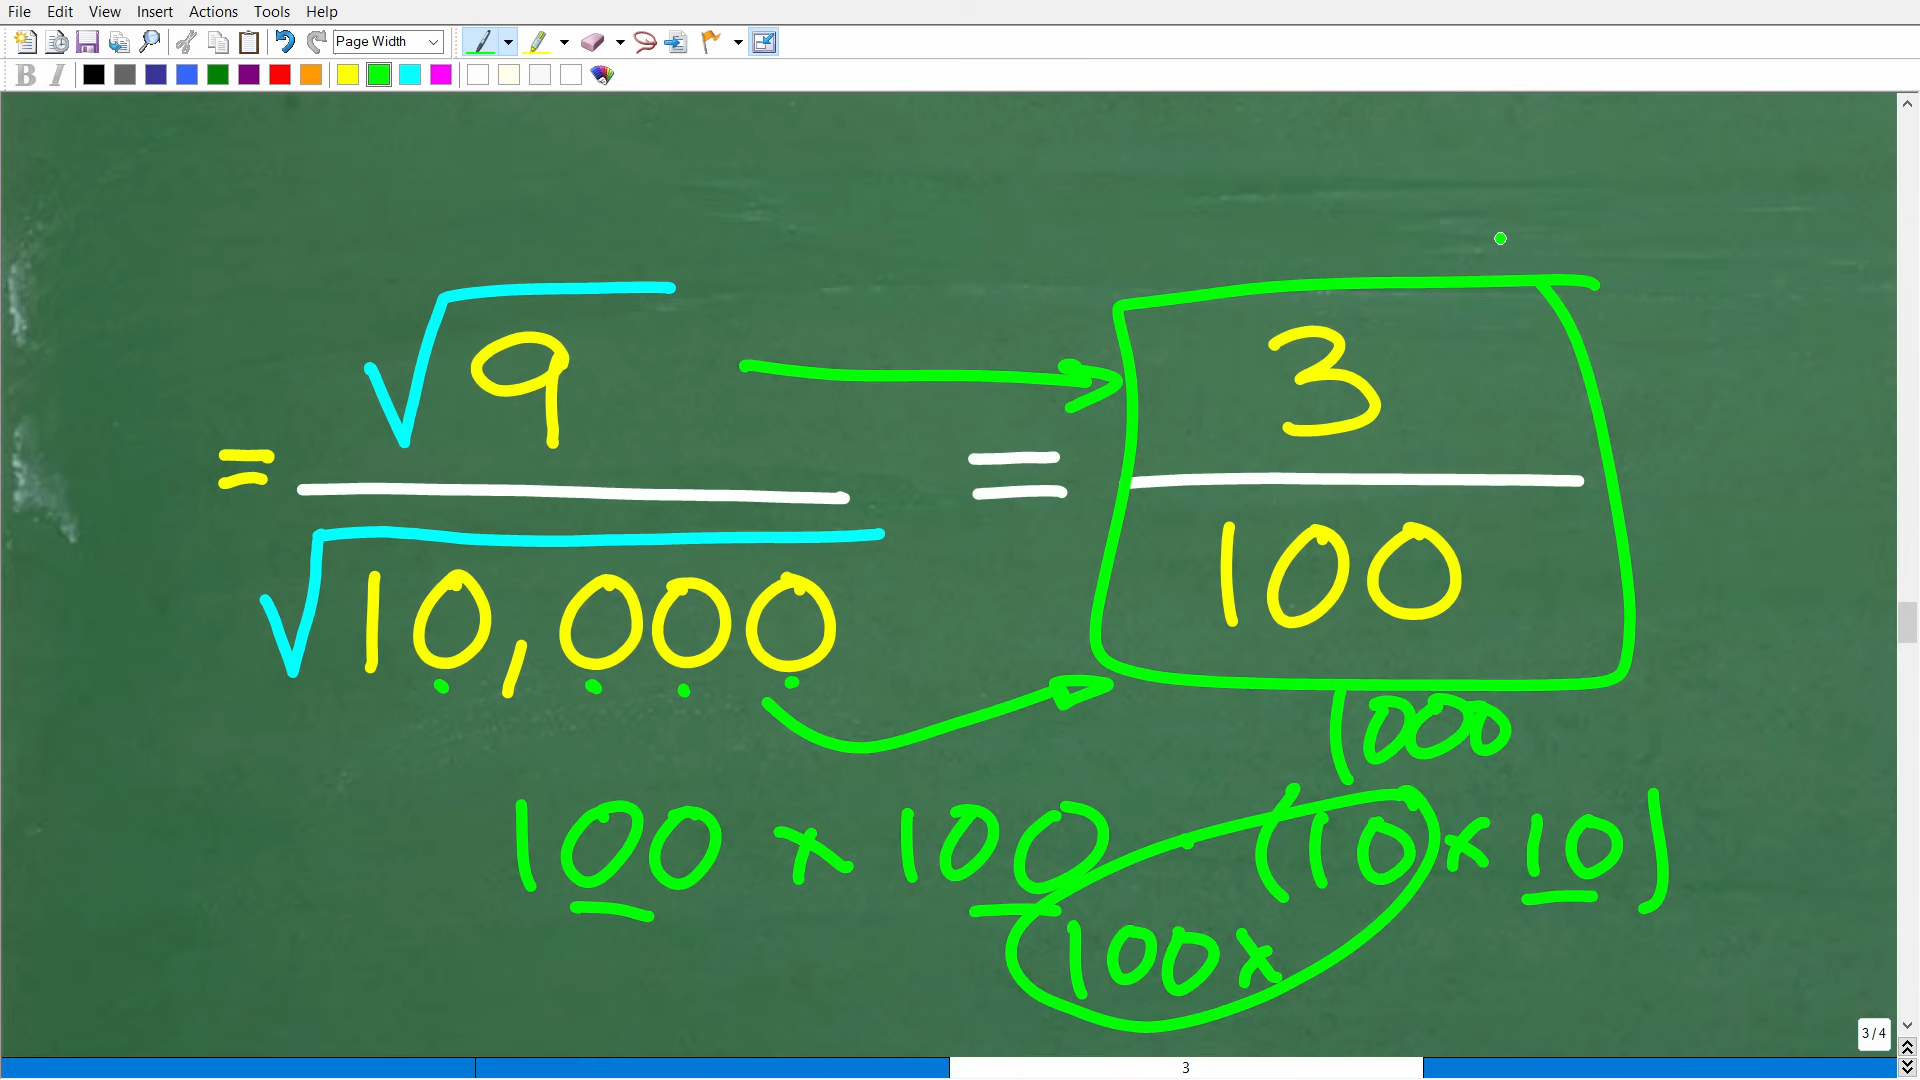 File Edit View Insert Actions Tools Help
Page Width
B I
= √9 = 3
√10,000 100
1000
100 x 100 (10 x 10)
100x
3/4
3